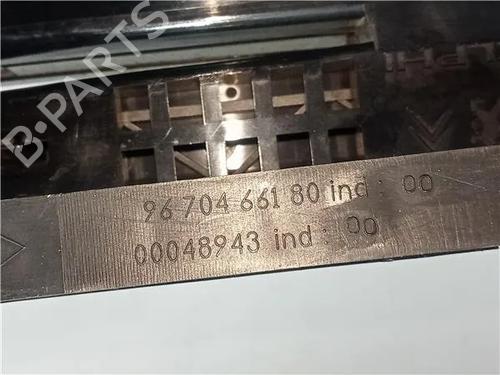 B-PARTS
96 704 661 80 ind : 00
00048943 ind : 00